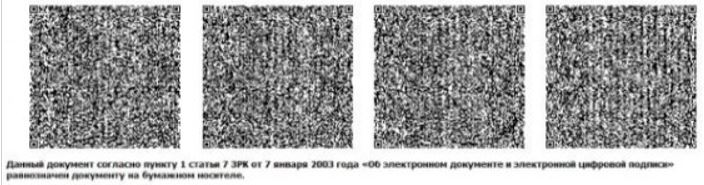 Данный документ согласно пункту 1 статьи 7 ЗРК от 7 января 2003 года «Об электронном документе и электронной цифровой подписи»
равнозначен документу на бумажном носителе.